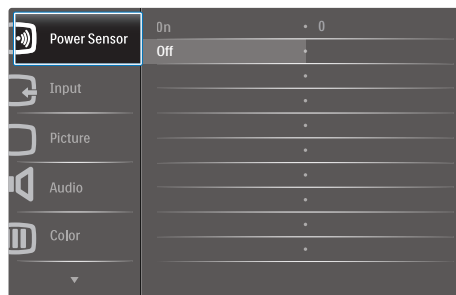 Power Sensor
On • 0
Off •
Input
Picture
Audio
Color